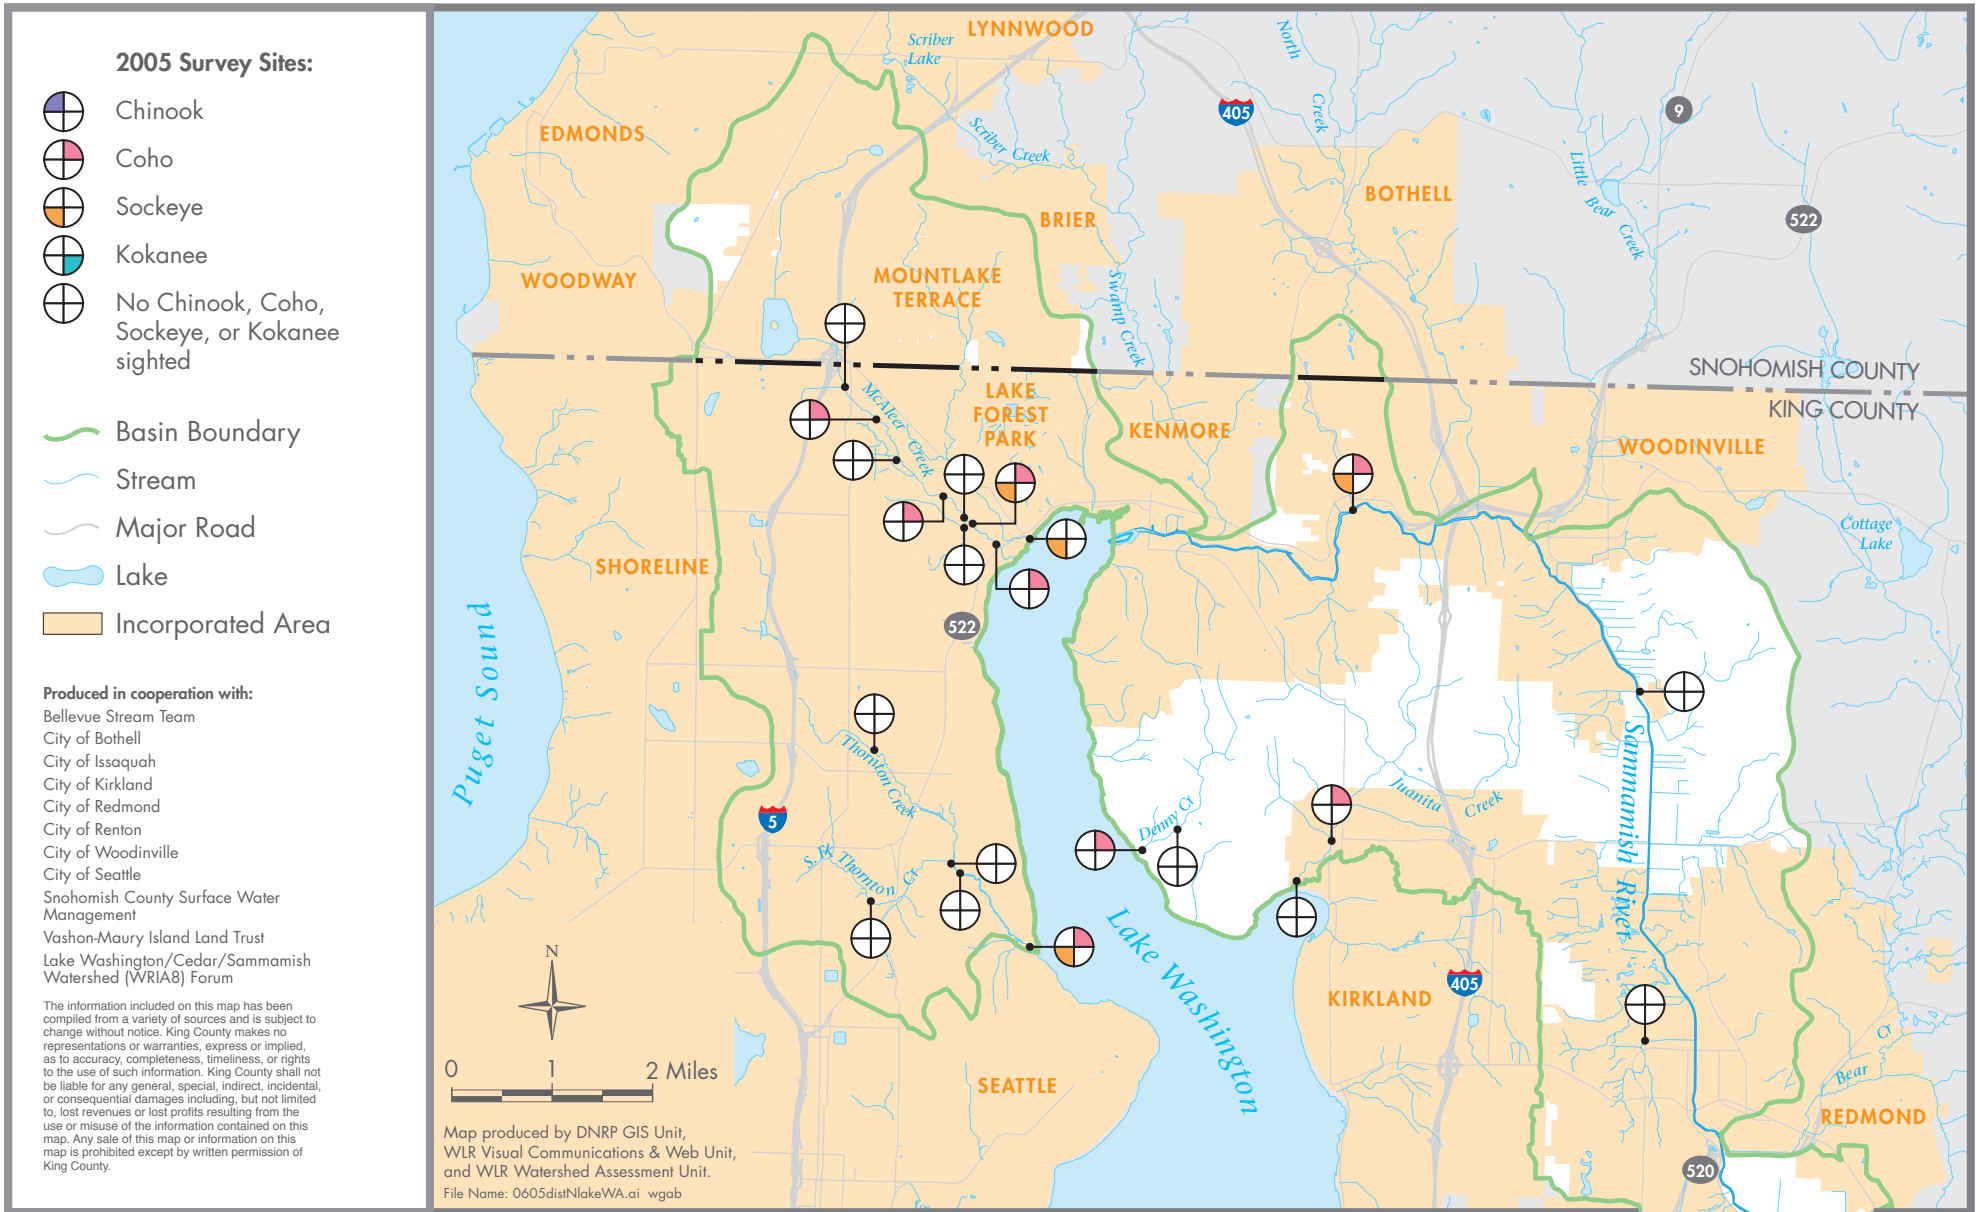 2005 Survey Sites:
Chinook
Coho
Sockeye
Kokanee
No Chinook, Coho,
Sockeye, or Kokanee
sighted
Basin Boundary
Stream
Major Road
Lake
Incorporated Area
Produced in cooperation with:
Bellevue Stream Team
City of Bothell
City of Issaquah
City of Kirkland
City of Redmond
City of Renton
City of Woodinville
City of Seattle
Snohomish County Surface Water
Management
Vashon-Maury Island Land Trust
Lake Washington/Cedar/Sammamish
Watershed (WRIA8) Forum
The information included on this map has been
compiled from a variety of sources and is subject to
change without notice. King County makes no
representations or warranties, express or implied,
as to accuracy, completeness, timeliness, or rights
to the use of such information. King County shall not
be liable for any general, special, indirect, incidental,
or consequential damages including, but not limited
to, lost revenues or lost profits resulting from the
use or misuse of the information contained on this
map. Any sale of this map or information on this
map is prohibited except by written permission of
King County.
LYNNWOOD
Scriber
Lake
North
Creek
405
9
EDMONDS
Scriber Creek
Little Bear Creek
BOTHELL
BRIER
522
WOODWAY
MOUNTLAKE
TERRACE
Swamp Creek
SNOHOMISH COUNTY
KING COUNTY
McAleer Creek
LAKE
FOREST
PARK
KENMORE
WOODINVILLE
Cottage
Lake
SHORELINE
522
Puget Sound
Thornton Creek
Sammamish River
Juanita Creek
Denny Cr
5
S. Fk Thornton Cr
Lake Washington
N
KIRKLAND
405
0 1 2 Miles
SEATTLE
Bear Cr
REDMOND
520
Map produced by DNRP GIS Unit,
WLR Visual Communications & Web Unit,
and WLR Watershed Assessment Unit.
File Name: 0605distNlakeWA.ai wgab